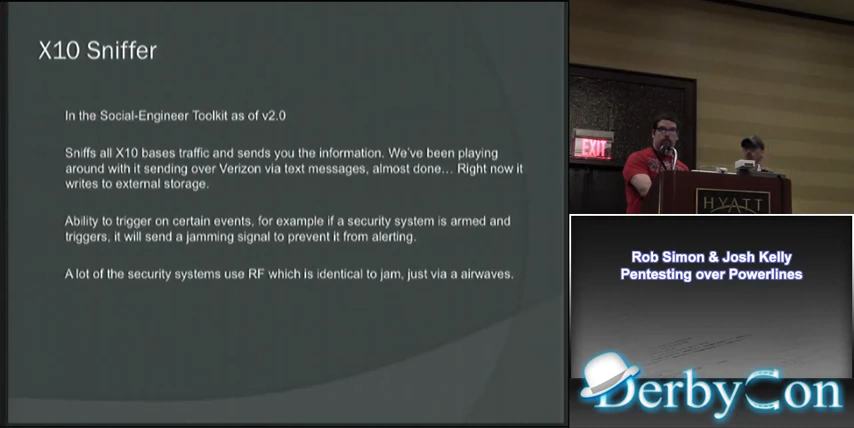 X10 Sniffer
In the Social-Engineer Toolkit as of v2.0
Sniffs all X10 bases traffic and sends you the information. We've been playing
around with it sending over Verizon via text messages, almost done... Right now it
writes to external storage.
Ability to trigger on certain events, for example if a security system is armed and
triggers, it will send a jamming signal to prevent it from alerting.
A lot of the security systems use RF which is identical to jam, just via a airwaves.
EXIT
HYATT
Rob Simon & Josh Kelly
Pentesting over Powerlines
DerbyCon